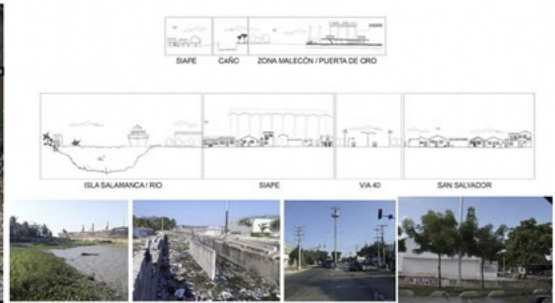 SIAPE CAÑO ZONA MALECÓN / PUERTA DE ORO
ISLA SALAMANCA / RIO SIAPE VIA 40 SAN SALVADOR